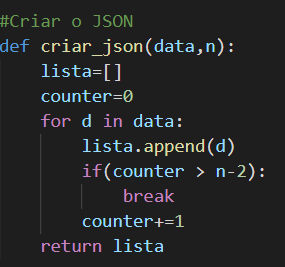 #Criar o JSON
def criar_json(data,n):
    lista=[]
    counter=0
    for d in data:
        lista.append(d)
        if(counter > n-2):
            break
        counter+=1
    return lista